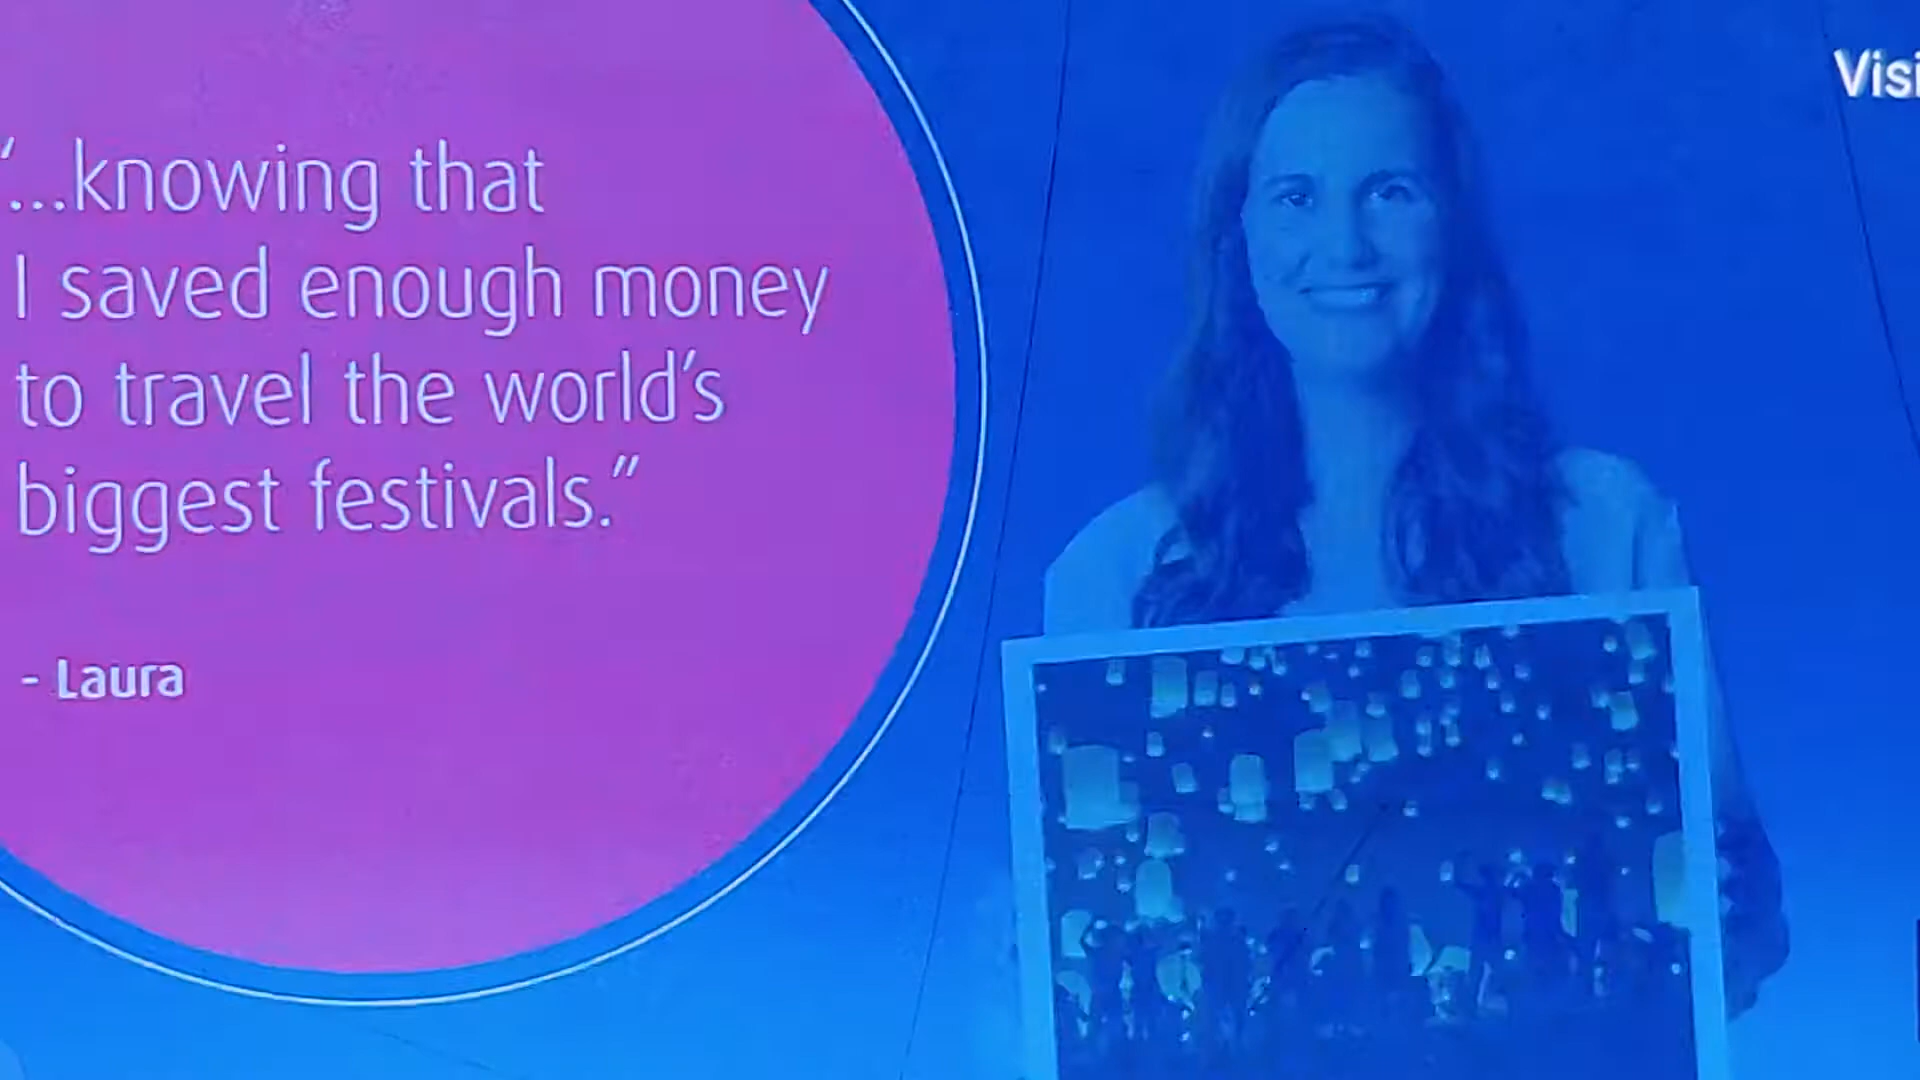 “...knowing that
I saved enough money
to travel the world’s
biggest festivals.”
- Laura